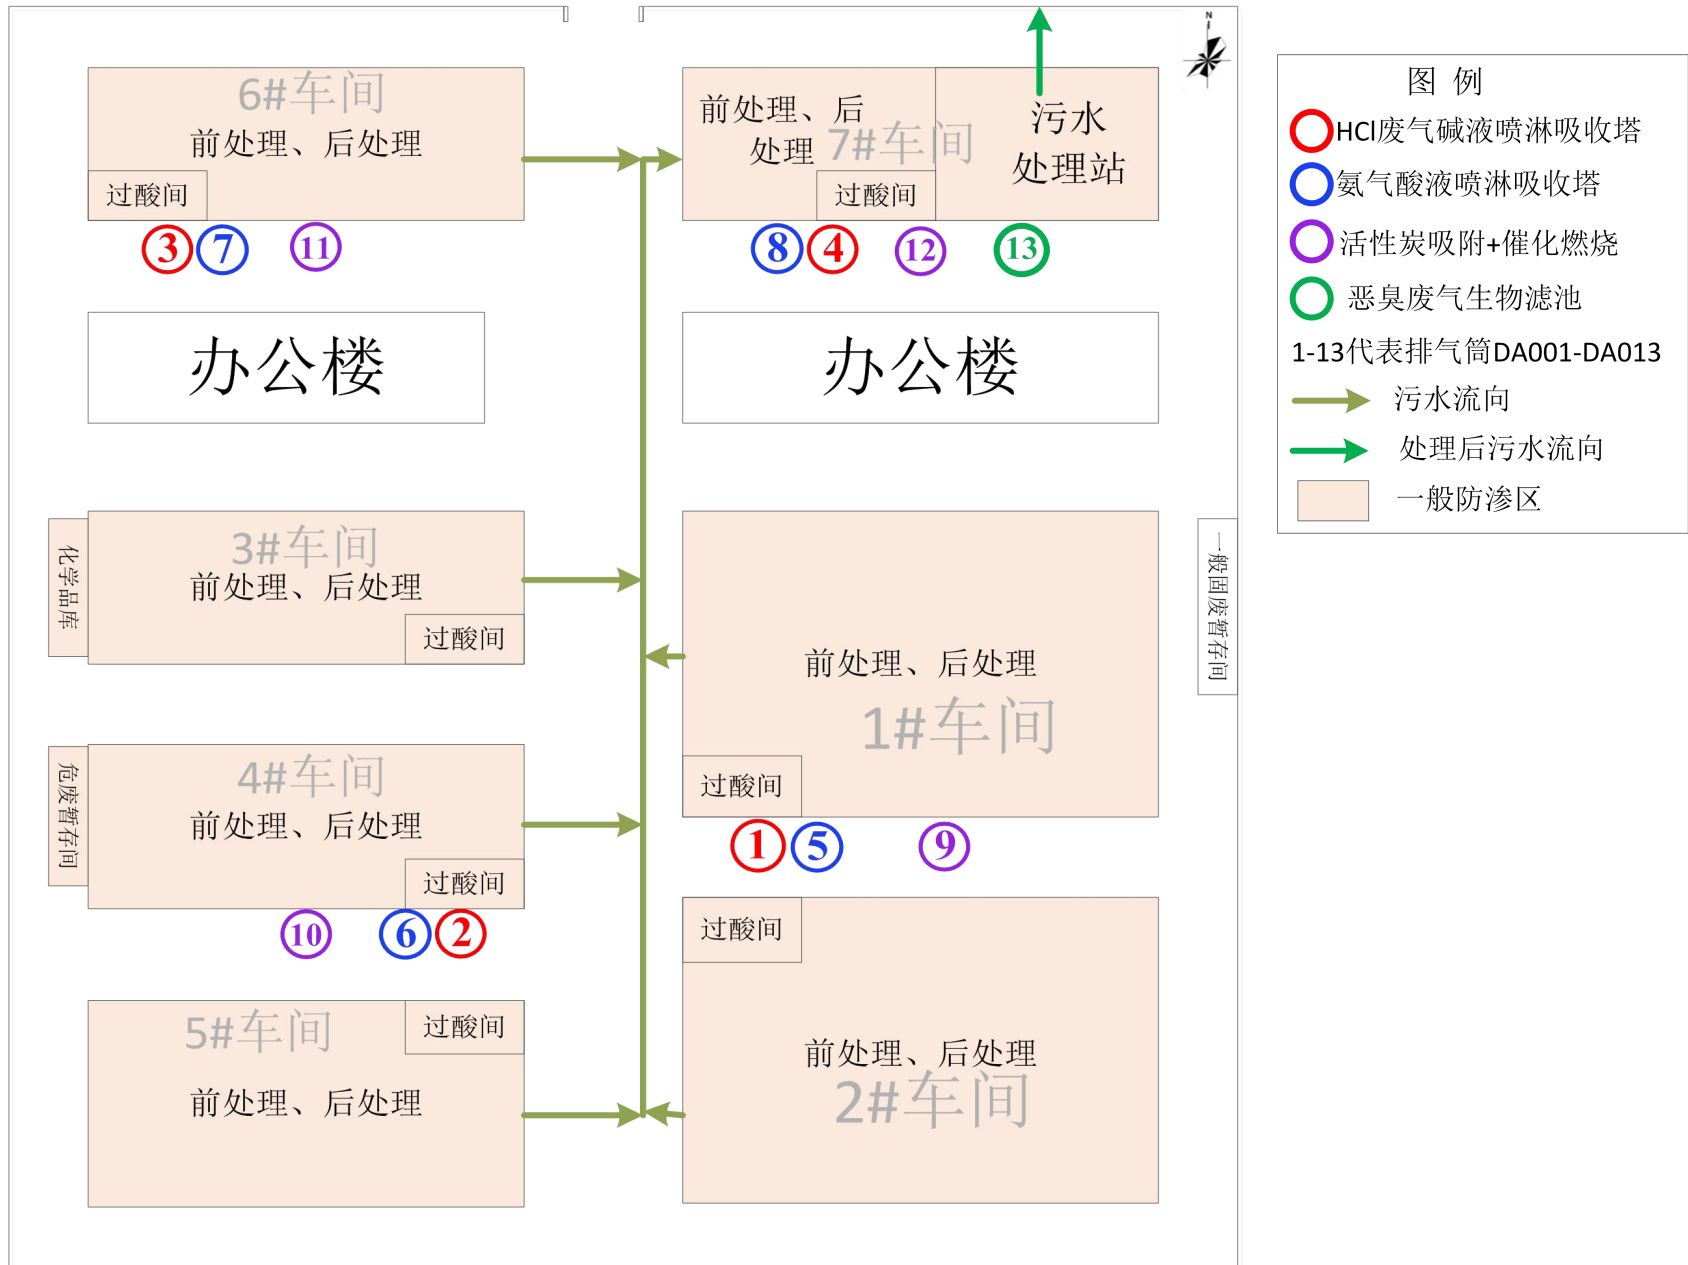 N
6#车间
前处理、后处理
过酸间
3
7
11
前处理、后
处理
7#车间
过酸间
污水
处理站
8
4
12
13
办公楼
办公楼
化学品库
3#车间
前处理、后处理
过酸间
前处理、后处理
1#车间
过酸间
一般固废暂存间
1
5
9
危废暂存间
4#车间
前处理、后处理
过酸间
10
6
2
过酸间
前处理、后处理
2#车间
5#车间
过酸间
前处理、后处理
图 例
HCl废气碱液喷淋吸收塔
氨气酸液喷淋吸收塔
活性炭吸附+催化燃烧
恶臭废气生物滤池
1-13代表排气筒DA001-DA013
污水流向
处理后污水流向
一般防渗区